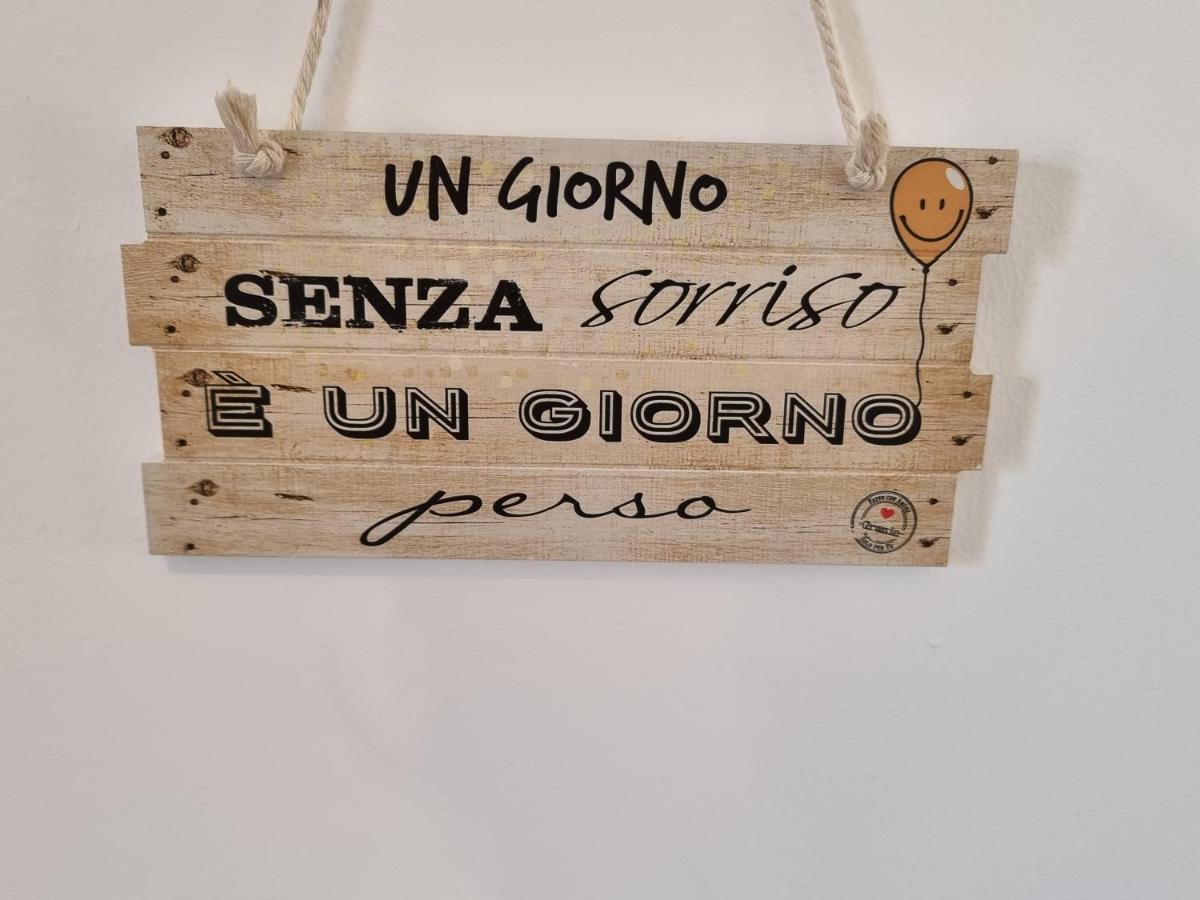 UN GIORNO
SENZA sorriso
È UN GIORNO
perso